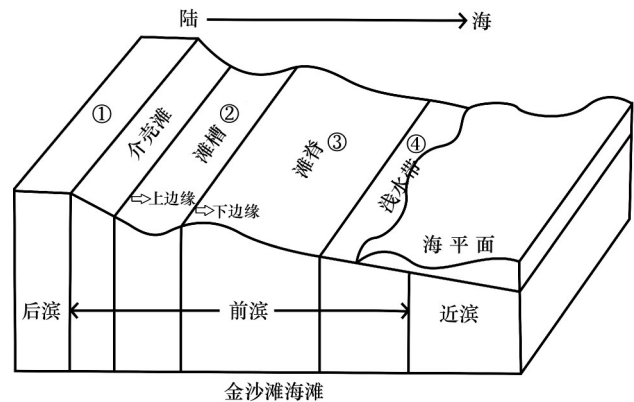 陆
海
①
介壳滩
②
滩槽
③
滩脊
④
浅水带
⇨上边缘
⇨下边缘
海平面
后滨
前滨
近滨
金沙滩海滩